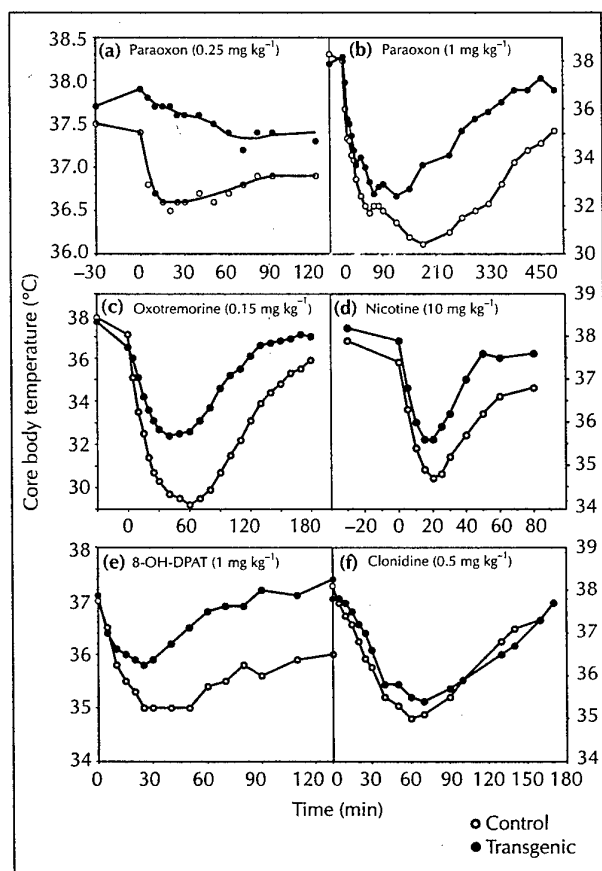 (a) Paraoxon (0.25 mg kg⁻¹)
38.5
38.0
37.5
37.0
36.5
36.0
−30 0 30 60 90 120
(b) Paraoxon (1 mg kg⁻¹)
38
36
34
32
30
0 90 180 210 330 450
(c) Oxotremorine (0.15 mg kg⁻¹)
38
36
34
32
30
0 60 120 180
(d) Nicotine (10 mg kg⁻¹)
39
38
37
36
35
34
−20 0 20 40 60 80
(e) 8-OH-DPAT (1 mg kg⁻¹)
38
37
36
35
34
0 30 60 90 120
(f) Clonidine (0.5 mg kg⁻¹)
39
38
37
36
35
34
0 30 60 90 120 150 180
Core body temperature (°C)
Time (min)
Control
Transgenic